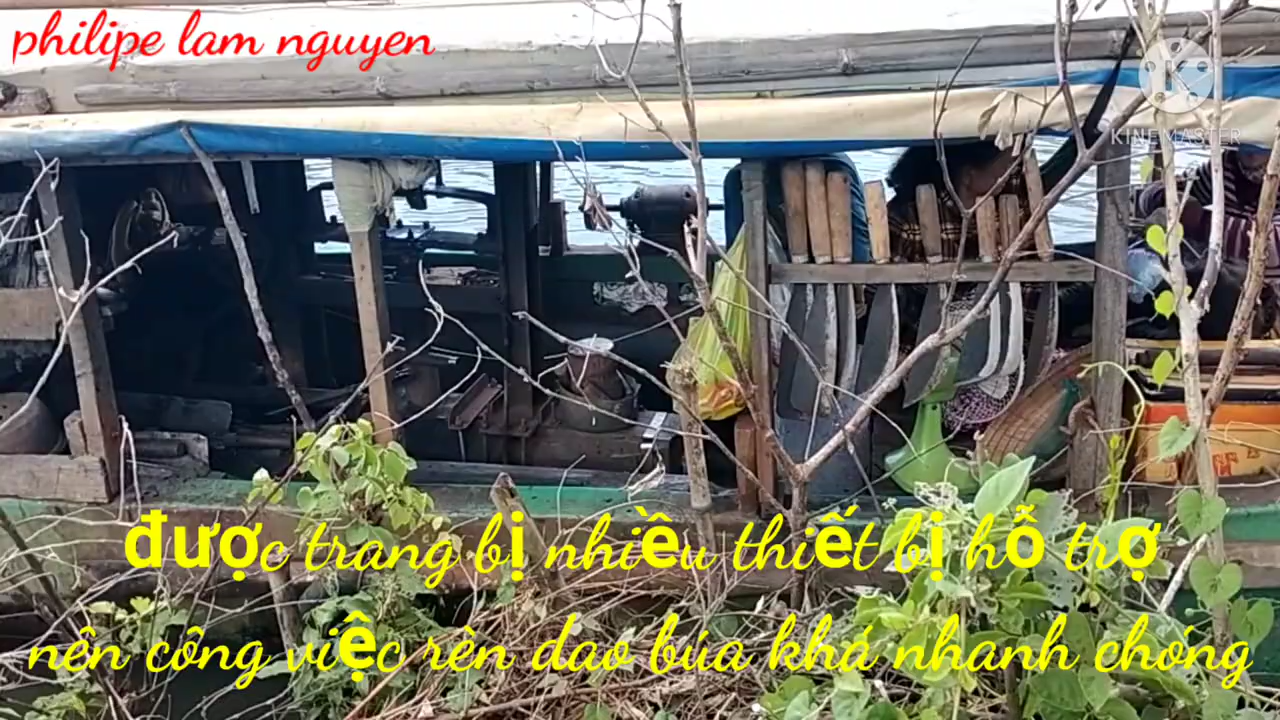 philipe lam nguyen
KINEMASTER
được trang bị nhiều thiết bị hỗ trợ
nên công việc rèn dao búa khá nhanh chóng